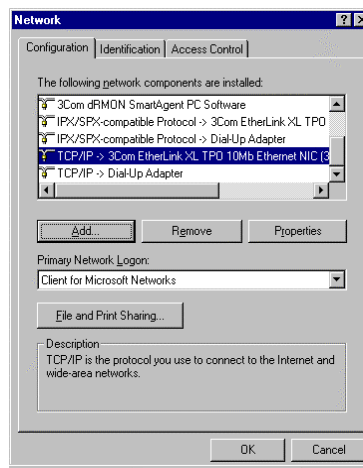 Network
Configuration Identification Access Control
The following network components are installed:
3Com dRMON SmartAgent PC Software
IPX/SPX-compatible Protocol -> 3Com EtherLink XL TPO
IPX/SPX-compatible Protocol -> Dial-Up Adapter
TCP/IP -> 3Com EtherLink XL TPO 10Mb Ethernet NIC (3
TCP/IP -> Dial-Up Adapter
Add... Remove Properties
Primary Network Logon:
Client for Microsoft Networks
File and Print Sharing...
Description
TCP/IP is the protocol you use to connect to the Internet and
wide-area networks.
OK Cancel